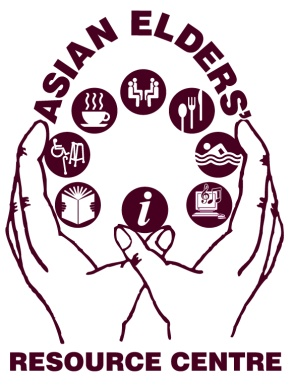 ASIAN ELDERS'
i
RESOURCE CENTRE